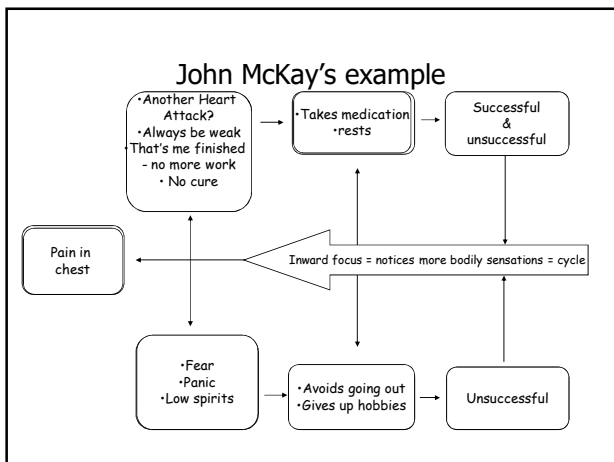 John McKay's example
•Another Heart
Attack?
•Always be weak
•That's me finished
- no more work
• No cure
•Takes medication
•rests
Successful
&
unsuccessful
Pain in
chest
Inward focus = notices more bodily sensations = cycle
•Fear
•Panic
•Low spirits
•Avoids going out
•Gives up hobbies
Unsuccessful